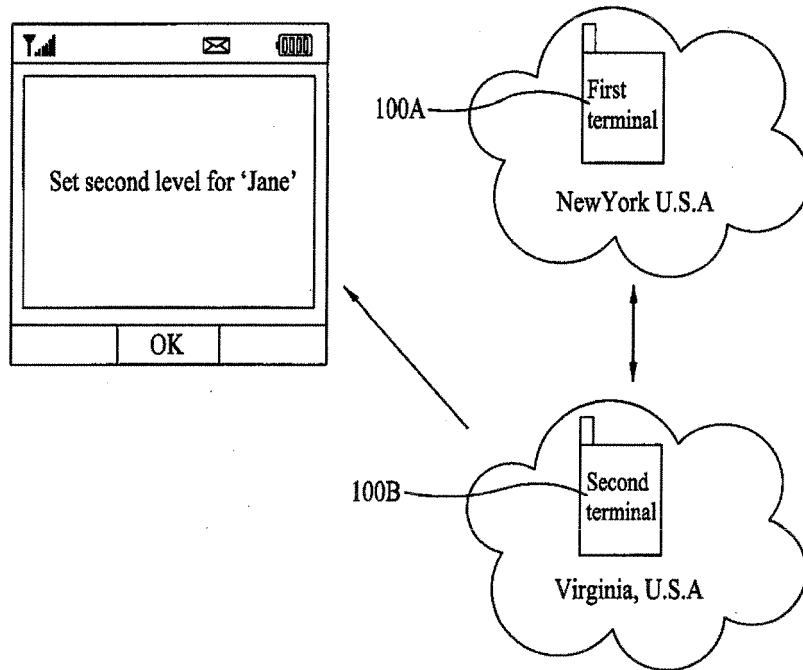 Set second level for ‘Jane’
OK
100A
First
terminal
NewYork U.S.A
100B
Second
terminal
Virginia, U.S.A